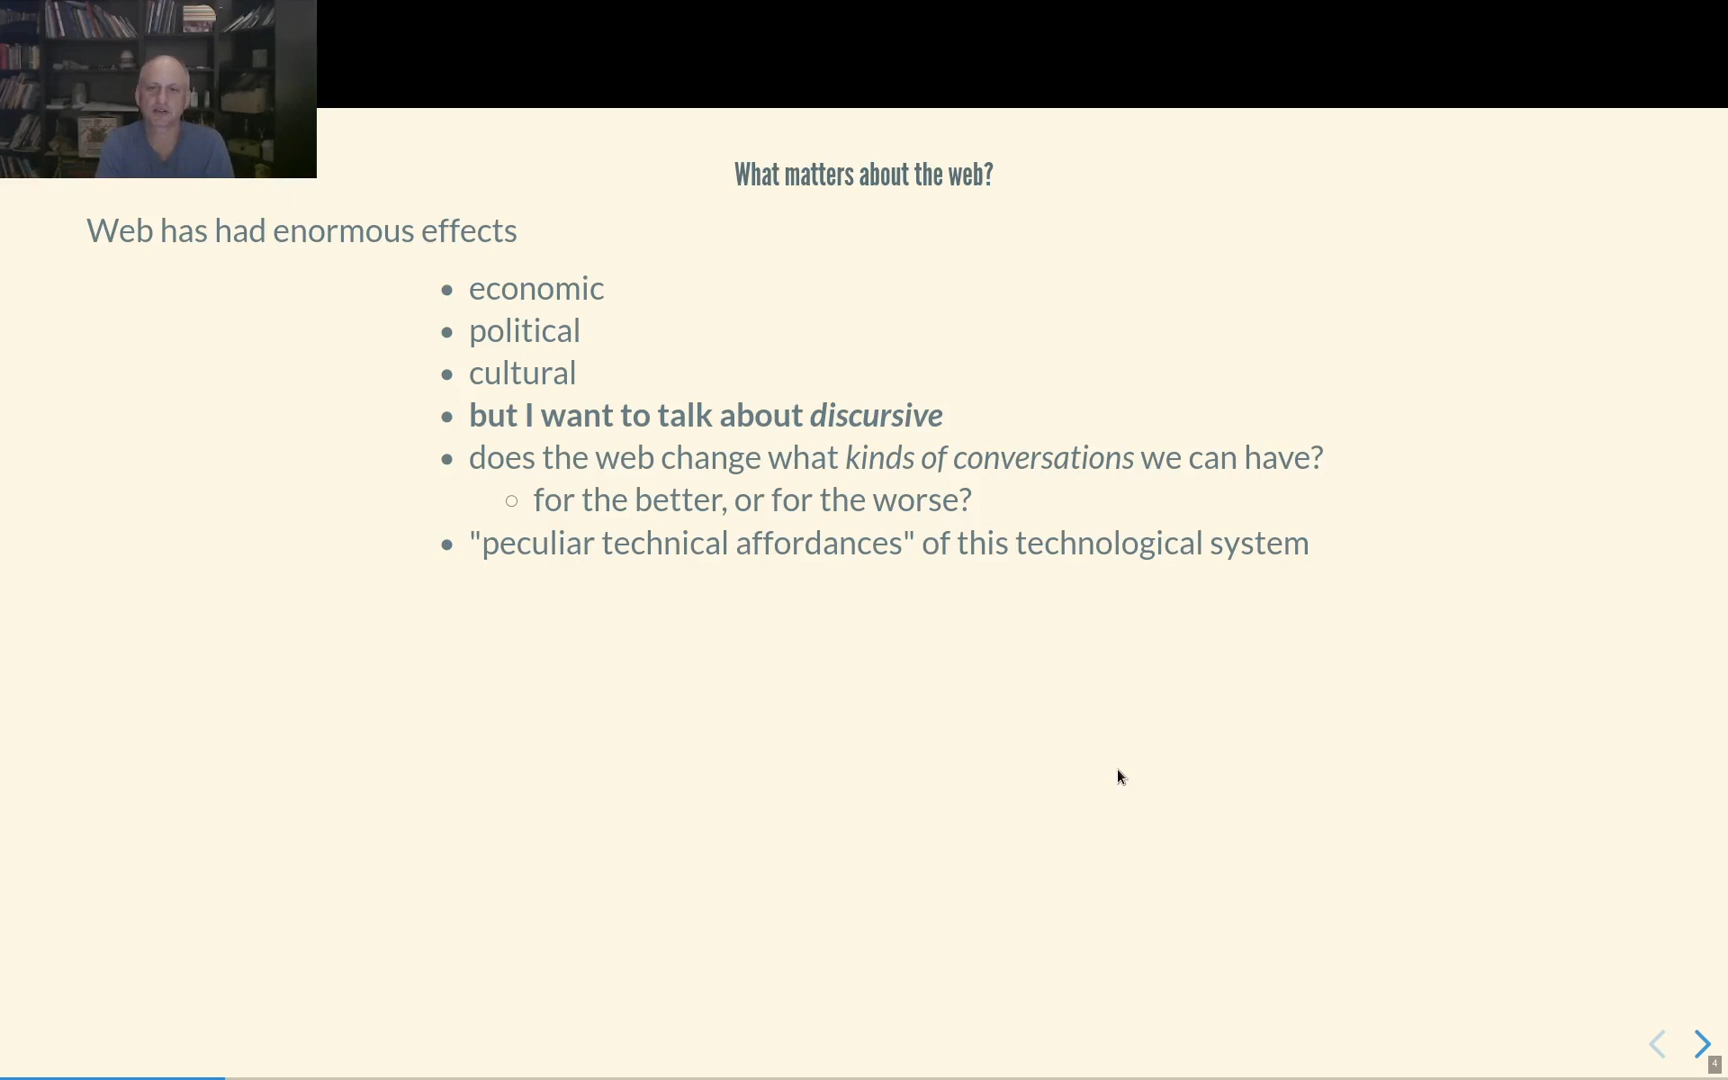 What matters about the web?
Web has had enormous effects
• economic
• political
• cultural
• but I want to talk about discursive
• does the web change what kinds of conversations we can have?
○ for the better, or for the worse?
• "peculiar technical affordances" of this technological system
4